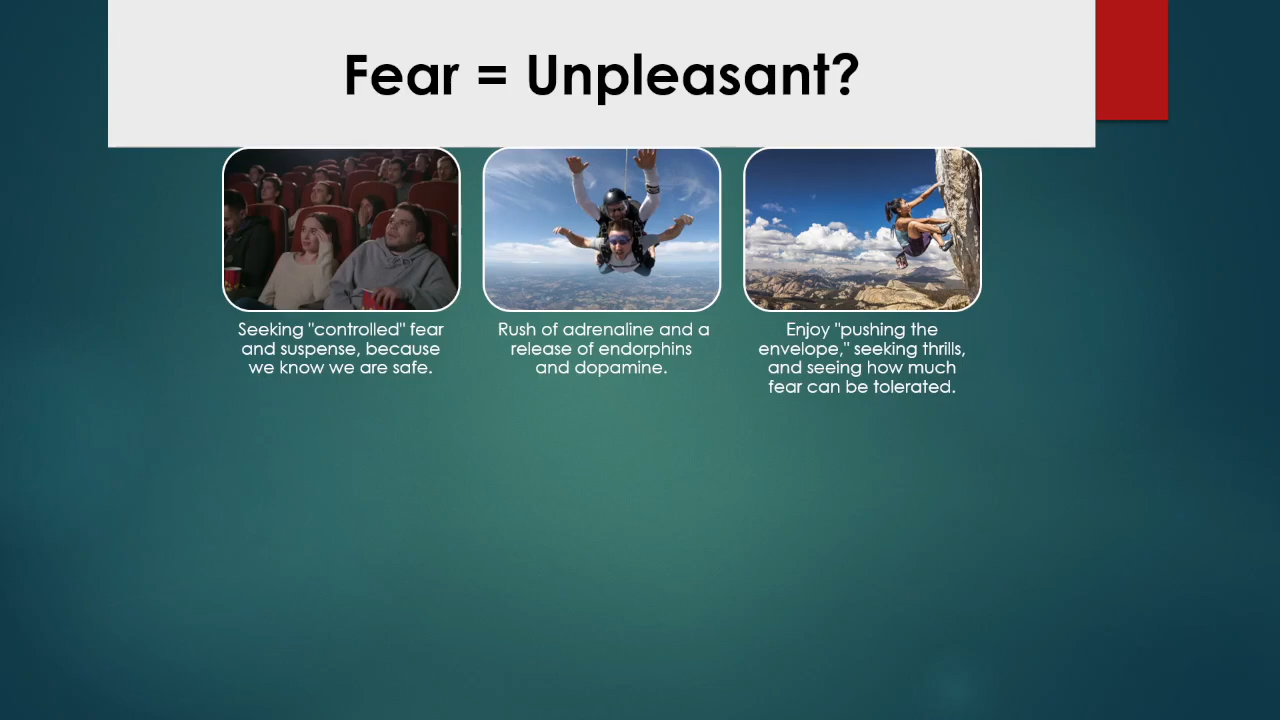 Fear = Unpleasant?
Seeking "controlled" fear
and suspense, because
we know we are safe.
Rush of adrenaline and a
release of endorphins
and dopamine.
Enjoy "pushing the
envelope," seeking thrills,
and seeing how much
fear can be tolerated.